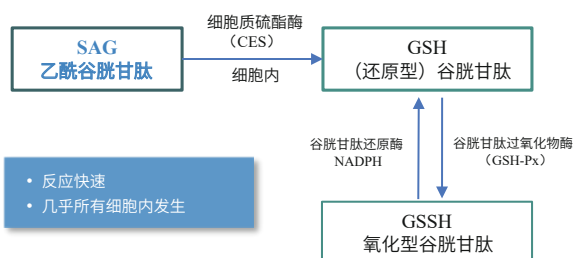 SAG
乙酰谷胱甘肽
细胞质硫酯酶
（CES）
细胞内
GSH
（还原型）谷胱甘肽
谷胱甘肽还原酶
NADPH
谷胱甘肽过氧化物酶
（GSH-Px）
• 反应快速
• 几乎所有细胞内发生
GSSH
氧化型谷胱甘肽